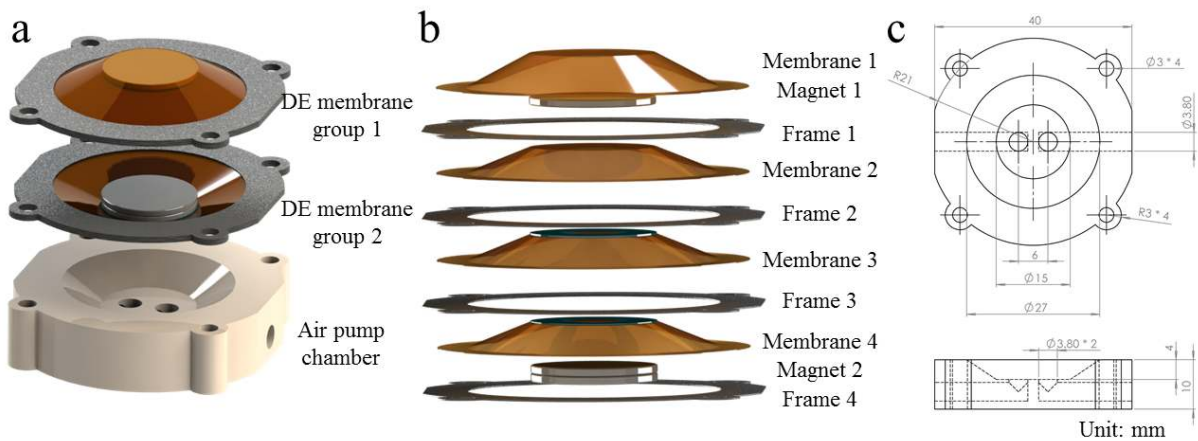 a
DE membrane
group 1
DE membrane
group 2
Air pump
chamber
b
Membrane 1
Magnet 1
Frame 1
Membrane 2
Frame 2
Membrane 3
Frame 3
Membrane 4
Magnet 2
Frame 4
c
40
R21
Ø3*4
Ø3.80
R3*4
6
Ø15
Ø27
Ø3,80*2
4
10
Unit: mm